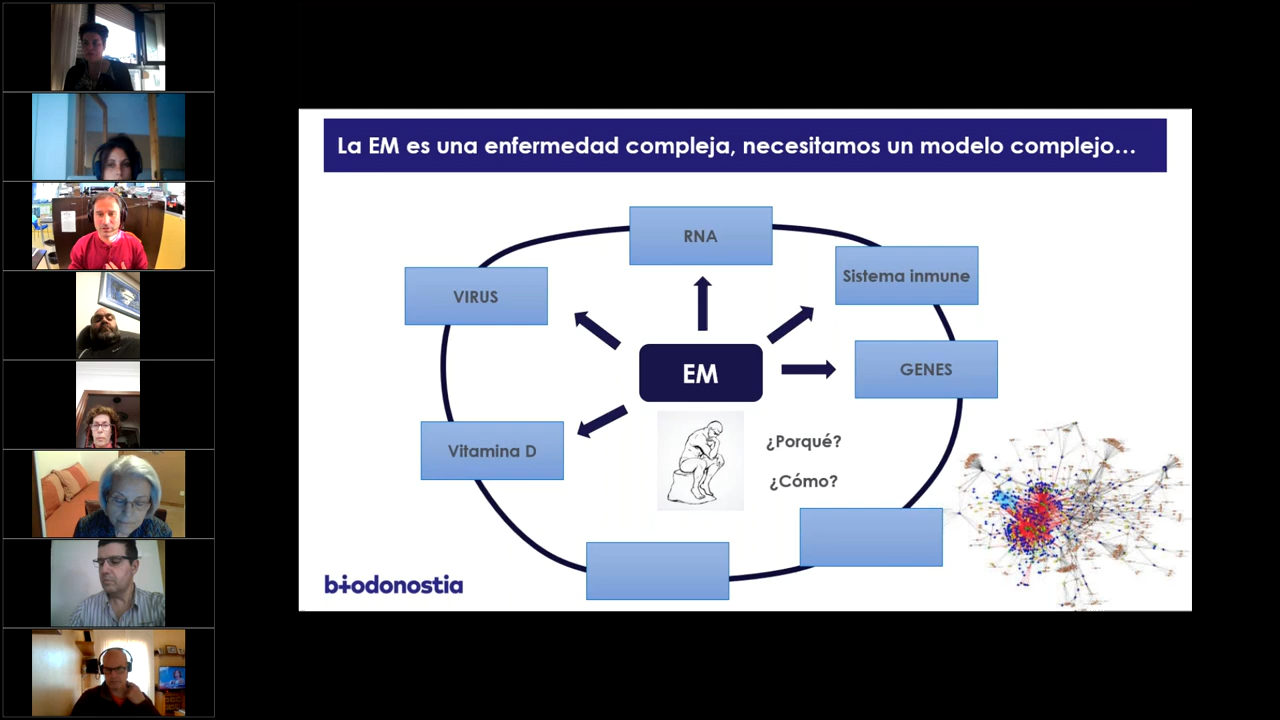 La EM es una enfermedad compleja, necesitamos un modelo complejo...
RNA
Sistema inmune
VIRUS
GENES
EM
¿Porqué?
Vitamina D
¿Cómo?
biodonostia